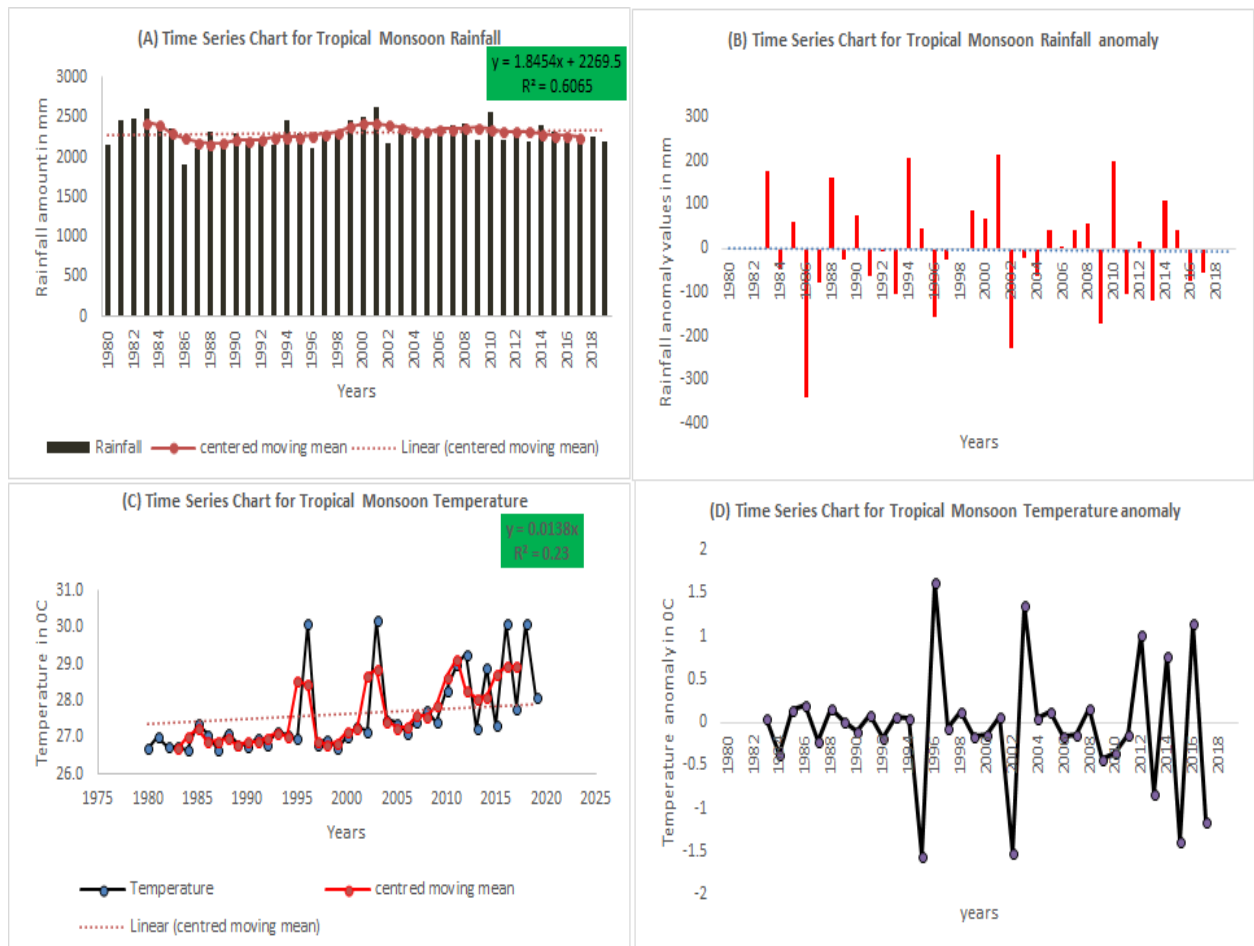 (A) Time Series Chart for Tropical Monsoon Rainfall
y = 1.8454x + 2269.5
R² = 0.6065
Rainfall amount in mm
3000
2500
2000
1500
1000
500
0
1980 1982 1984 1986 1988 1990 1992 1994 1996 1998 2000 2002 2004 2006 2008 2010 2012 2014 2016 2018
Years
Rainfall centered moving mean Linear (centered moving mean)
(B) Time Series Chart for Tropical Monsoon Rainfall anomaly
Rainfall anomaly values in mm
300
200
100
0
-100
-200
-300
-400
1980 1982 1984 1986 1988 1990 1992 1994 1996 1998 2000 2002 2004 2006 2008 2010 2012 2014 2016 2018
Years
(C) Time Series Chart for Tropical Monsoon Temperature
y = 0.0138x
R² = 0.23
Temperature in 0C
31.0
30.0
29.0
28.0
27.0
26.0
1975 1980 1985 1990 1995 2000 2005 2010 2015 2020 2025
Years
Temperature centred moving mean
Linear (centred moving mean)
(D) Time Series Chart for Tropical Monsoon Temperature anomaly
Temperature anomaly in 0C
2
1.5
1
0.5
0
-0.5
-1
-1.5
-2
1980 1982 1984 1986 1988 1990 1992 1994 1996 1998 2000 2002 2004 2006 2008 2010 2012 2014 2016 2018
years